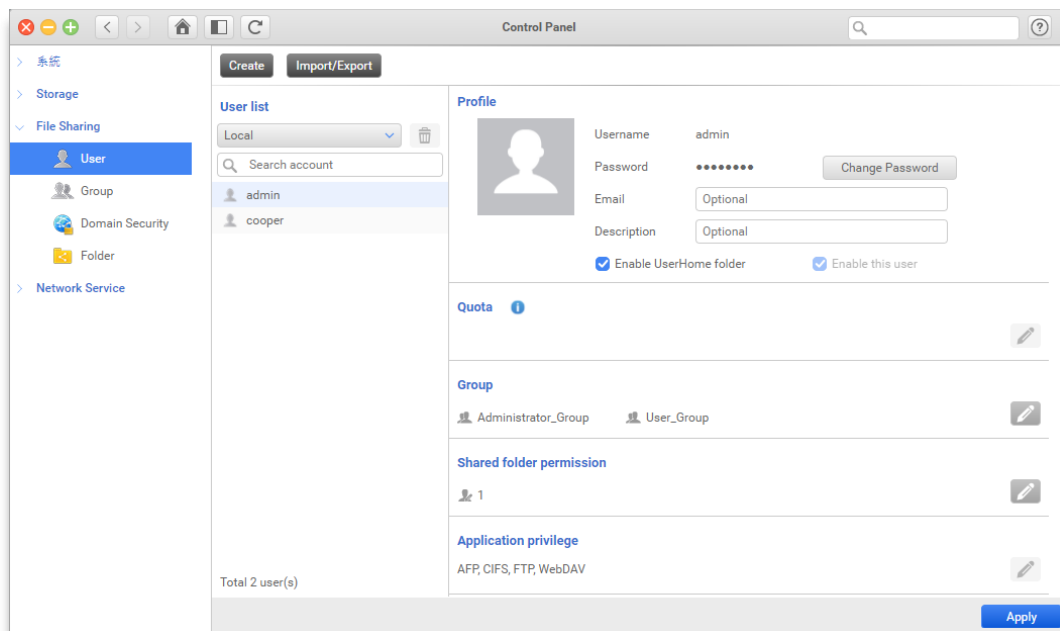 Control Panel
系統
Storage
File Sharing
User
Group
Domain Security
Folder
Network Service
Create
Import/Export
User list
Local
Search account
admin
cooper
Total 2 user(s)
Profile
Username admin
Password •••••••• Change Password
Email Optional
Description Optional
Enable UserHome folder Enable this user
Quota
Group
Administrator_Group User_Group
Shared folder permission
1
Application privilege
AFP, CIFS, FTP, WebDAV
Apply